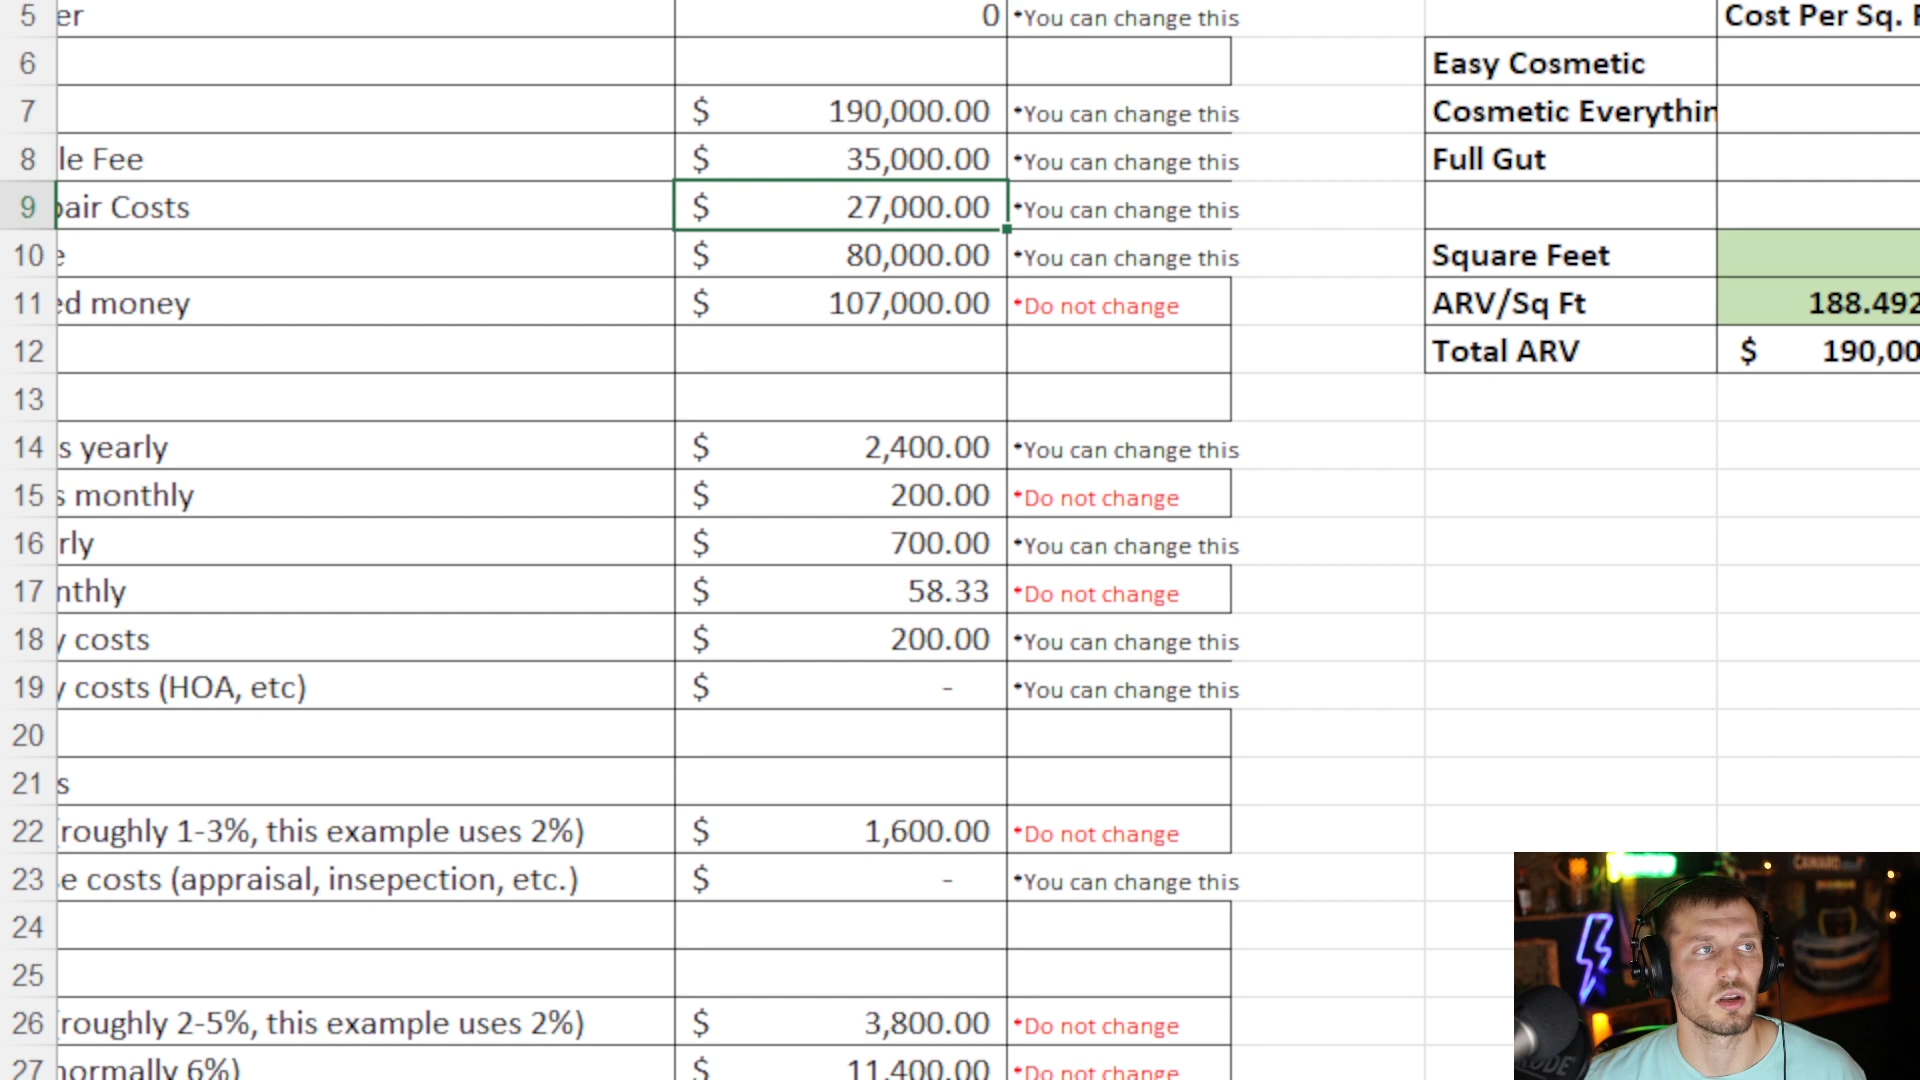 5 er 0 *You can change this Cost Per Sq.
6 Easy Cosmetic
7 $ 190,000.00 *You can change this Cosmetic Everythin
8 le Fee $ 35,000.00 *You can change this Full Gut
9 pair Costs $ 27,000.00 *You can change this
10 e $ 80,000.00 *You can change this Square Feet
11 ed money $ 107,000.00 *Do not change ARV/Sq Ft 188.492
12 Total ARV $ 190,00
13
14 s yearly $ 2,400.00 *You can change this
15 s monthly $ 200.00 *Do not change
16 rly $ 700.00 *You can change this
17 nthly $ 58.33 *Do not change
18 y costs $ 200.00 *You can change this
19 y costs (HOA, etc) $ - *You can change this
20
21 s
22 (roughly 1-3%, this example uses 2%) $ 1,600.00 *Do not change
23 e costs (appraisal, insepection, etc.) $ - *You can change this
24
25
26 (roughly 2-5%, this example uses 2%) $ 3,800.00 *Do not change
27 normally 6%) $ 11,400.00 *Do not change